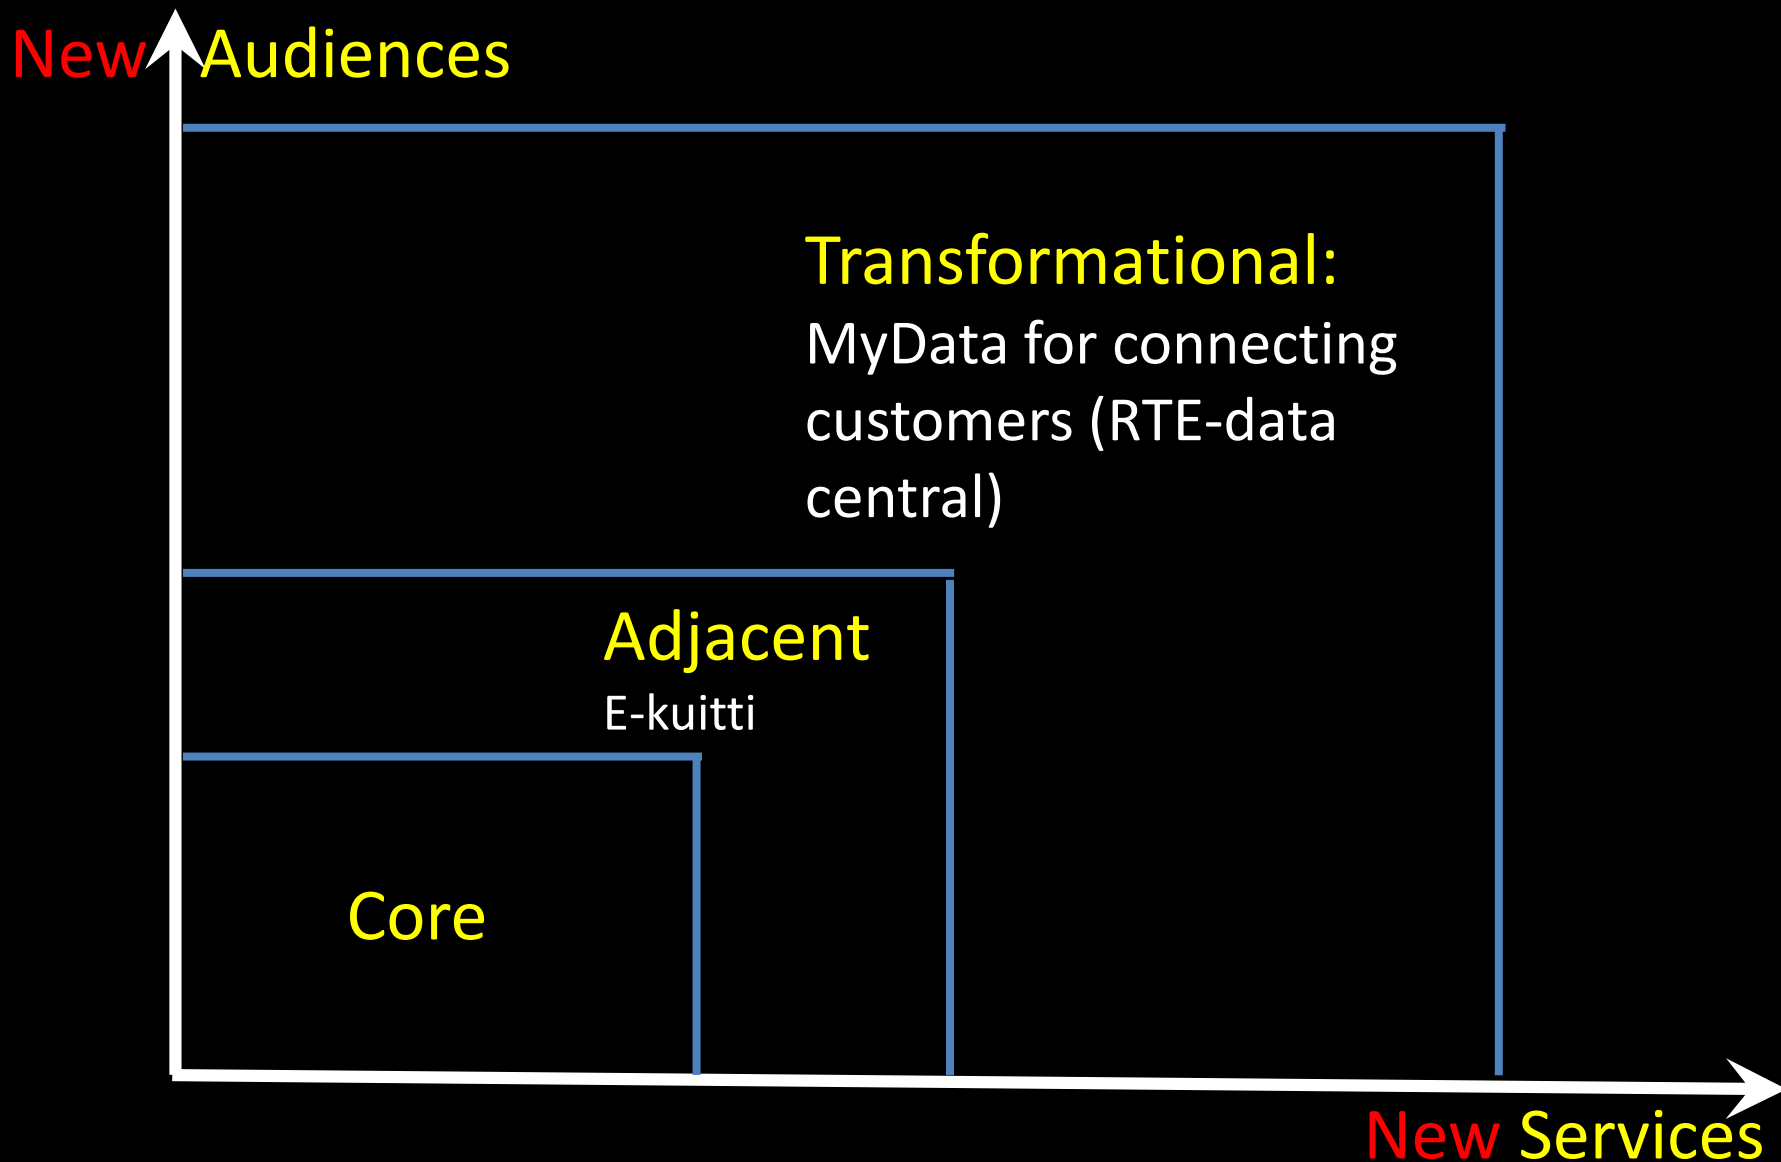 New Audiences
Transformational:
MyData for connecting
customers (RTE-data
central)
Adjacent
E-kuitti
Core
New Services